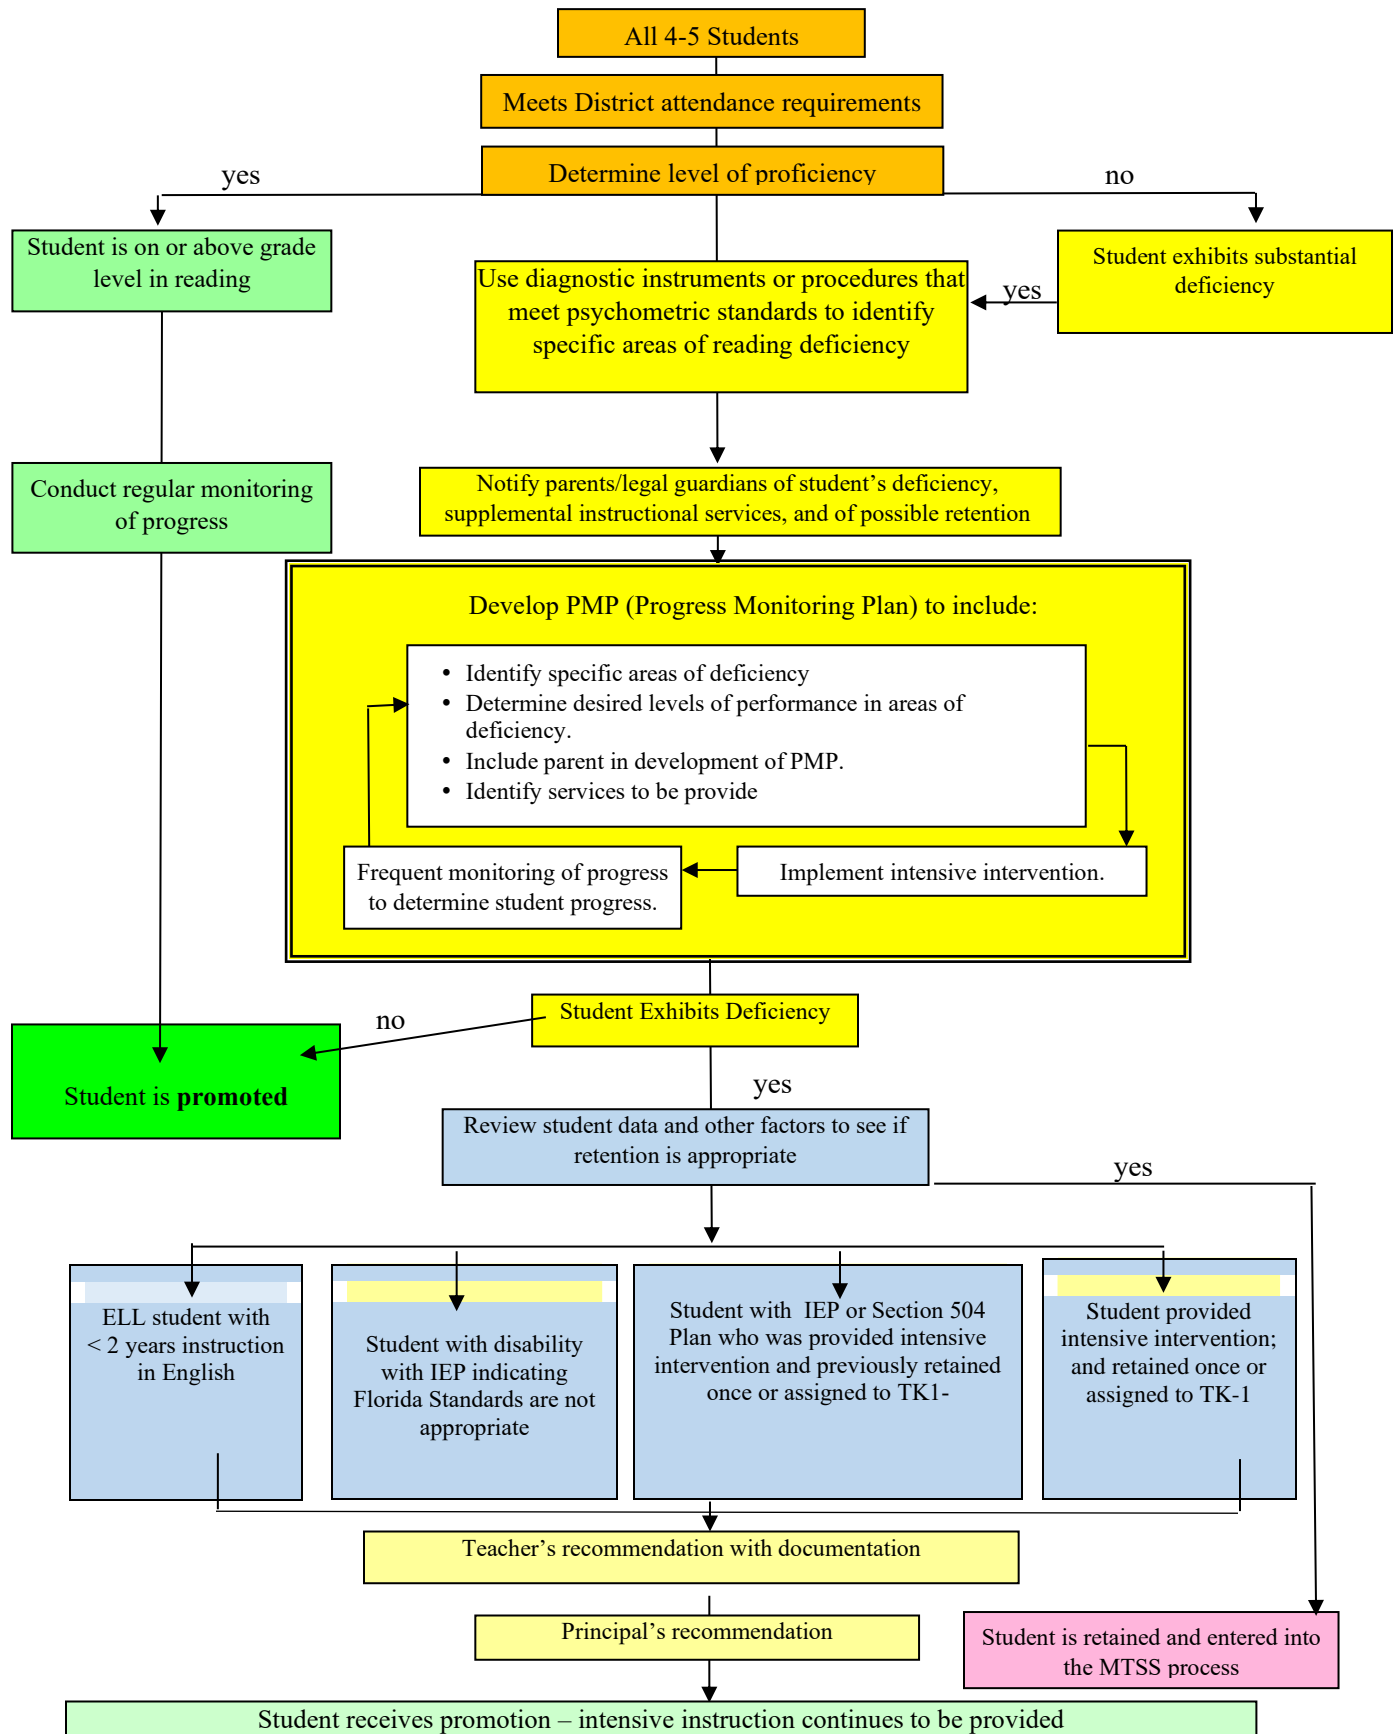 All 4-5 Students
Meets District attendance requirements
Determine level of proficiency
yes
no
Student is on or above grade
level in reading
Use diagnostic instruments or procedures that
meet psychometric standards to identify
specific areas of reading deficiency
yes
Student exhibits substantial
deficiency
Conduct regular monitoring
of progress
Notify parents/legal guardians of student’s deficiency,
supplemental instructional services, and of possible retention
Develop PMP (Progress Monitoring Plan) to include:
• Identify specific areas of deficiency
• Determine desired levels of performance in areas of
deficiency.
• Include parent in development of PMP.
• Identify services to be provide
Frequent monitoring of progress
to determine student progress.
Implement intensive intervention.
Student Exhibits Deficiency
no
Student is promoted
yes
Review student data and other factors to see if
retention is appropriate
yes
ELL student with
< 2 years instruction
in English
Student with disability
with IEP indicating
Florida Standards are not
appropriate
Student with IEP or Section 504
Plan who was provided intensive
intervention and previously retained
once or assigned to TK1-
Student provided
intensive intervention;
and retained once or
assigned to TK-1
Teacher’s recommendation with documentation
Principal’s recommendation
Student is retained and entered into
the MTSS process
Student receives promotion – intensive instruction continues to be provided